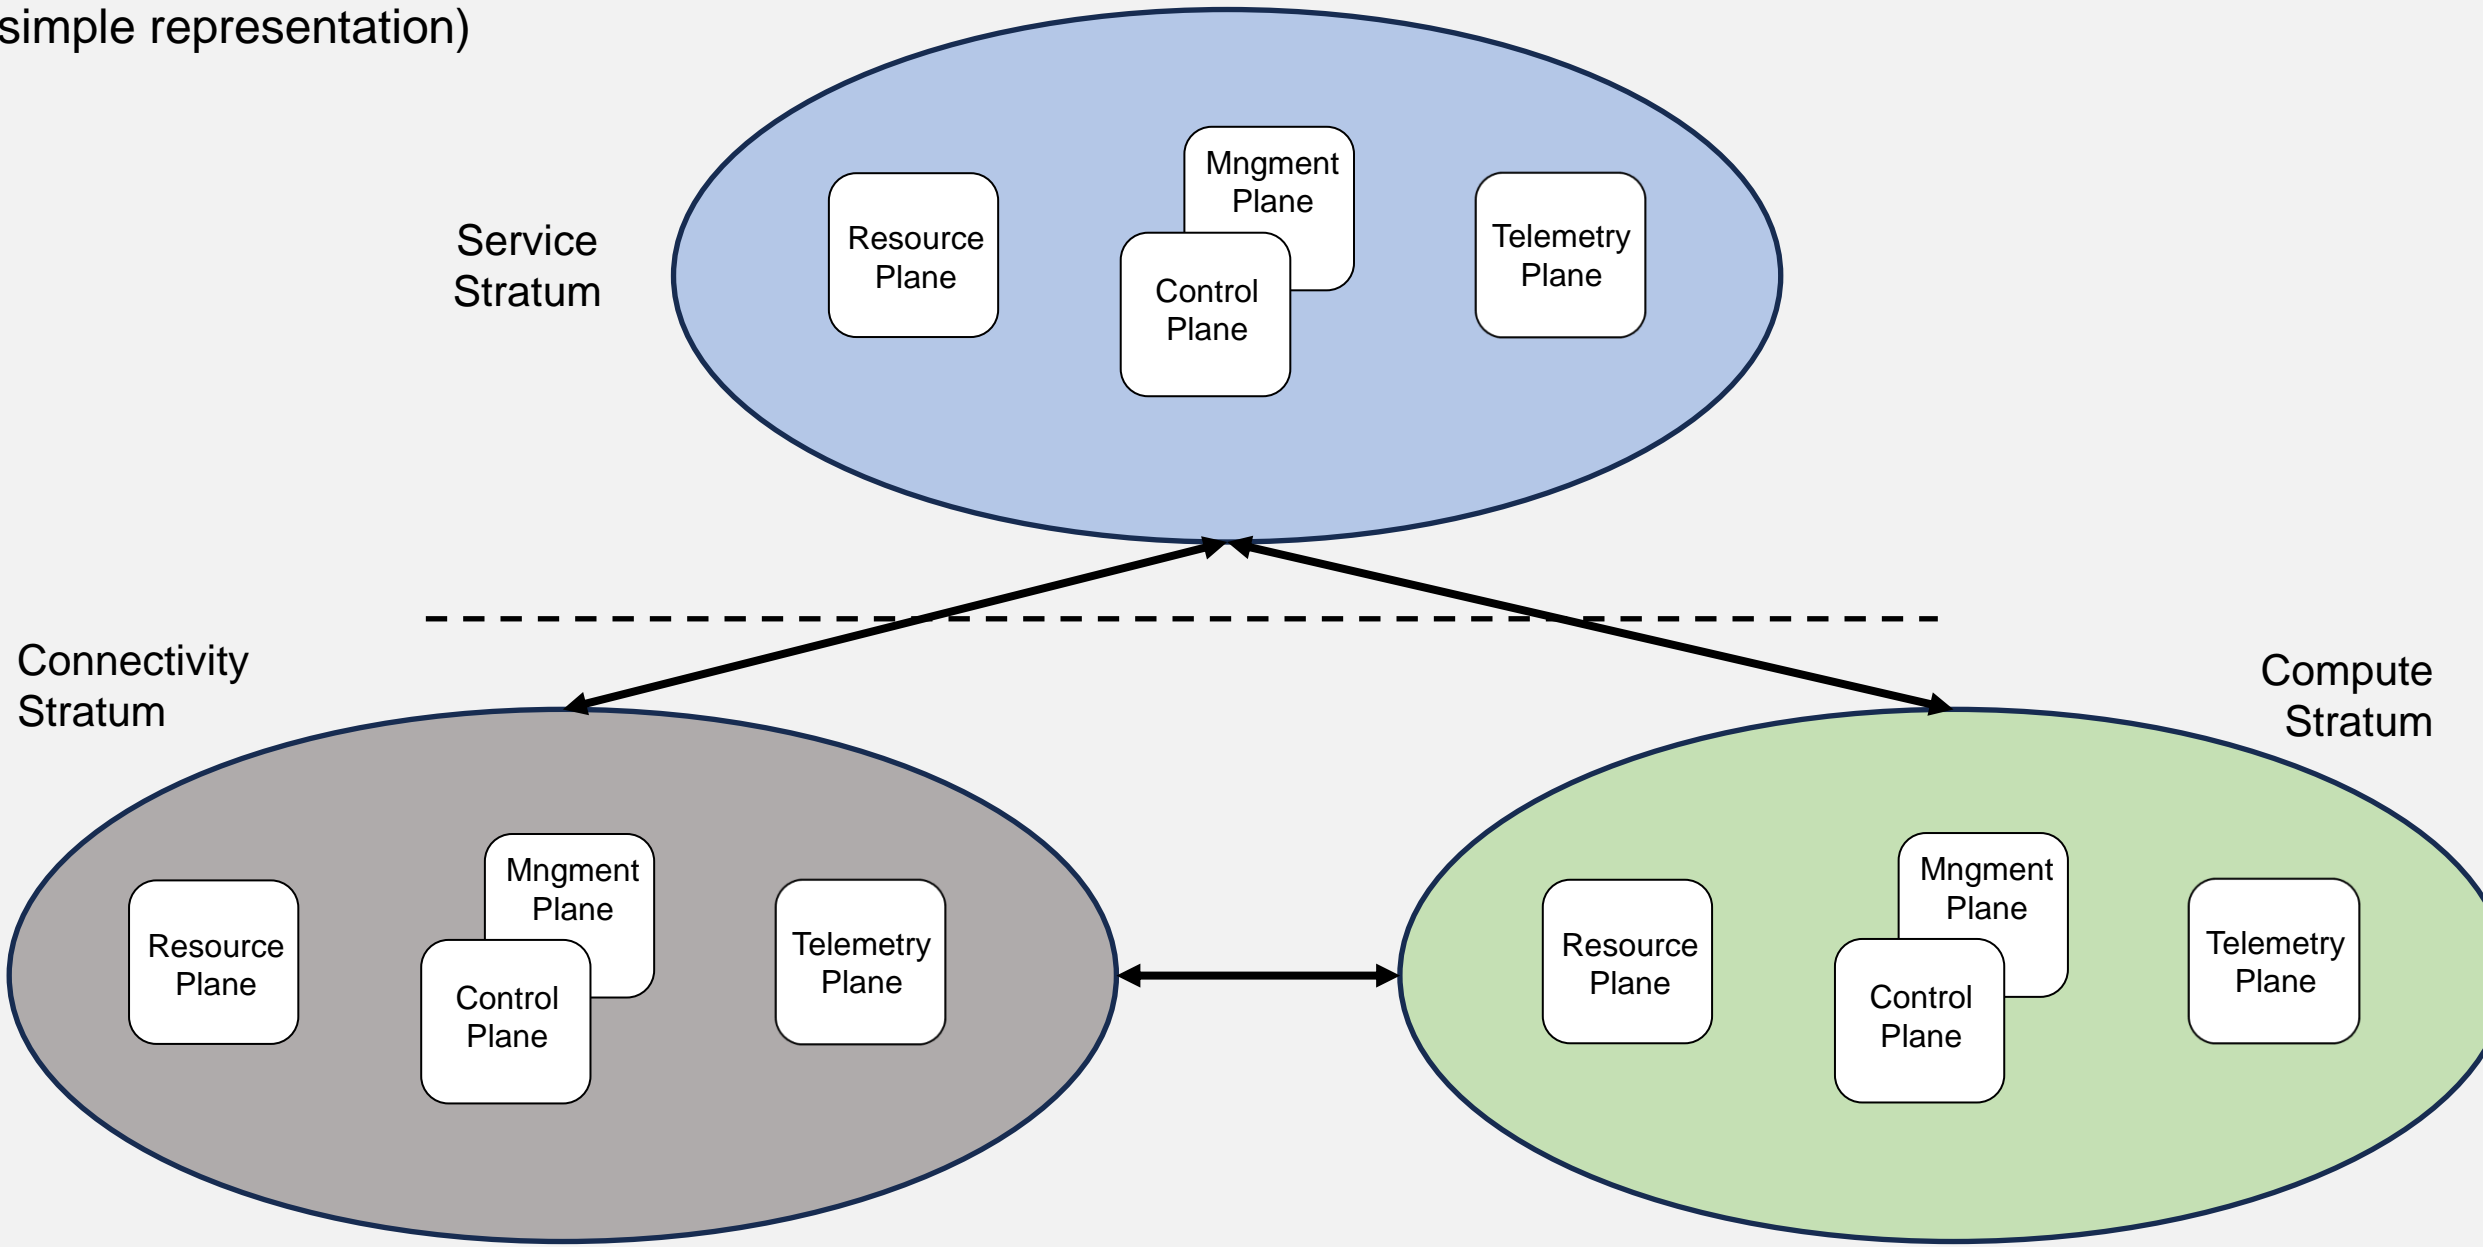 simple representation)
Service
Stratum
Mngment
Plane
Resource
Plane
Control
Plane
Telemetry
Plane
Connectivity
Stratum
Compute
Stratum
Mngment
Plane
Resource
Plane
Control
Plane
Telemetry
Plane
Mngment
Plane
Resource
Plane
Control
Plane
Telemetry
Plane